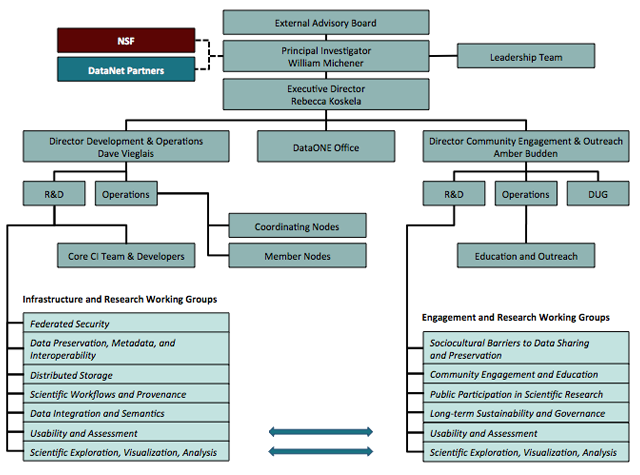 External Advisory Board
NSF
DataNet Partners
Principal Investigator
William Michener
Leadership Team
Executive Director
Rebecca Koskela
Director Development & Operations
Dave Vieglais
DataONE Office
Director Community Engagement & Outreach
Amber Budden
R&D
Operations
R&D
Operations
DUG
Coordinating Nodes
Core CI Team & Developers
Member Nodes
Education and Outreach
Infrastructure and Research Working Groups
Federated Security
Data Preservation, Metadata, and
Interoperability
Distributed Storage
Scientific Workflows and Provenance
Data Integration and Semantics
Usability and Assessment
Scientific Exploration, Visualization, Analysis
Engagement and Research Working Groups
Sociocultural Barriers to Data Sharing
and Preservation
Community Engagement and Education
Public Participation in Scientific Research
Long-term Sustainability and Governance
Usability and Assessment
Scientific Exploration, Visualization, Analysis